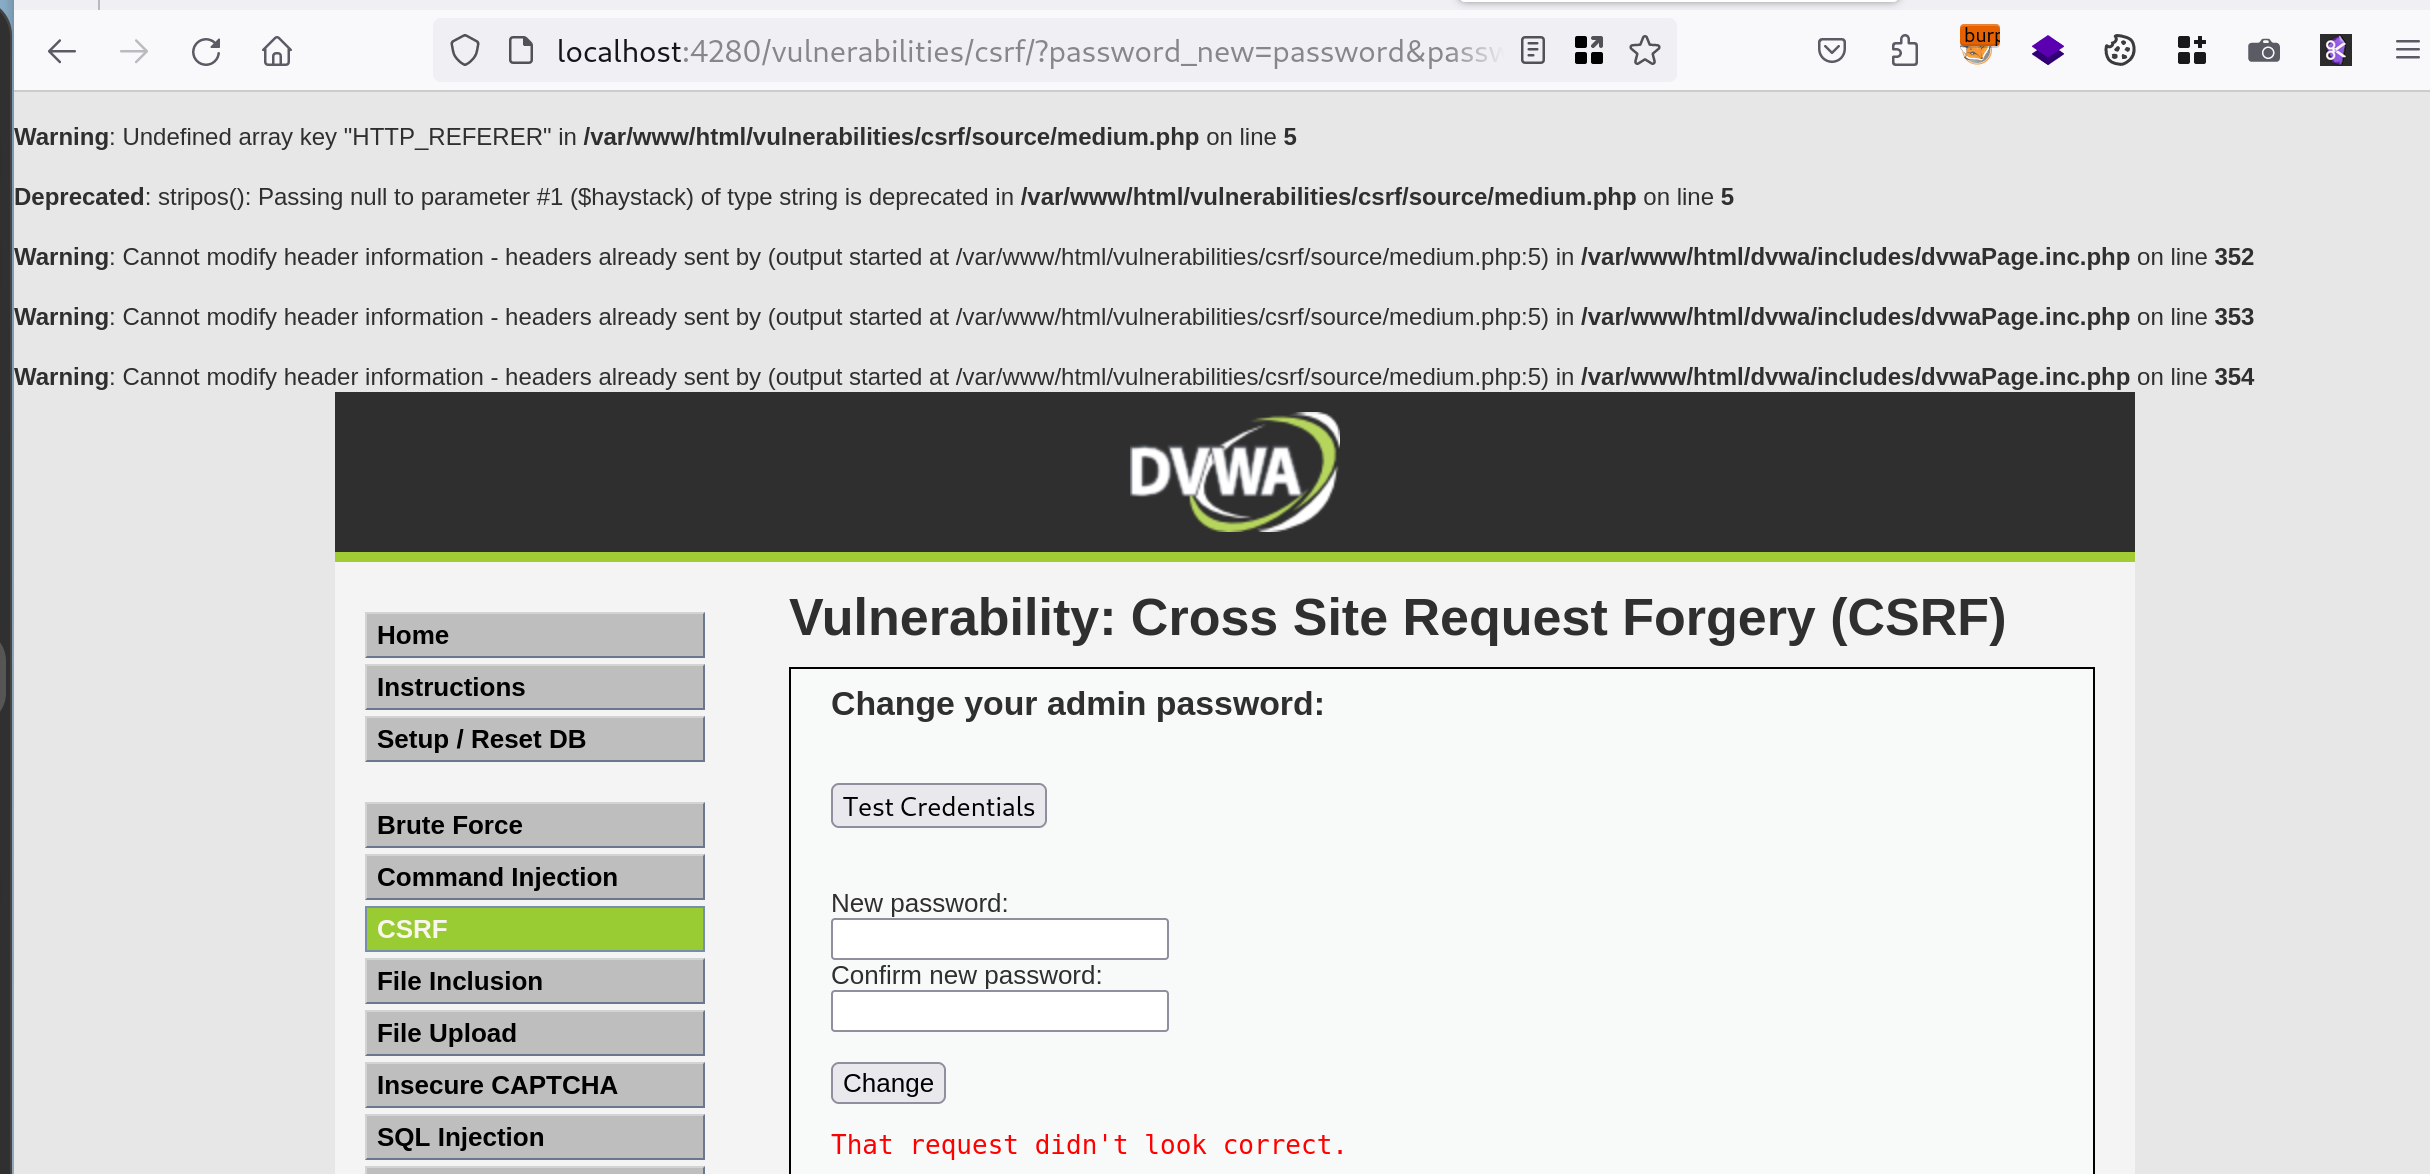 localhost:4280/vulnerabilities/csrf/?password_new=password&passw
burp
Warning: Undefined array key "HTTP_REFERER" in /var/www/html/vulnerabilities/csrf/source/medium.php on line 5
Deprecated: stripos(): Passing null to parameter #1 ($haystack) of type string is deprecated in /var/www/html/vulnerabilities/csrf/source/medium.php on line 5
Warning: Cannot modify header information - headers already sent by (output started at /var/www/html/vulnerabilities/csrf/source/medium.php:5) in /var/www/html/dvwa/includes/dvwaPage.inc.php on line 352
Warning: Cannot modify header information - headers already sent by (output started at /var/www/html/vulnerabilities/csrf/source/medium.php:5) in /var/www/html/dvwa/includes/dvwaPage.inc.php on line 353
Warning: Cannot modify header information - headers already sent by (output started at /var/www/html/vulnerabilities/csrf/source/medium.php:5) in /var/www/html/dvwa/includes/dvwaPage.inc.php on line 354
DVWA
Home
Instructions
Setup / Reset DB
Brute Force
Command Injection
CSRF
File Inclusion
File Upload
Insecure CAPTCHA
SQL Injection
Vulnerability: Cross Site Request Forgery (CSRF)
Change your admin password:
Test Credentials
New password:
Confirm new password:
Change
That request didn't look correct.